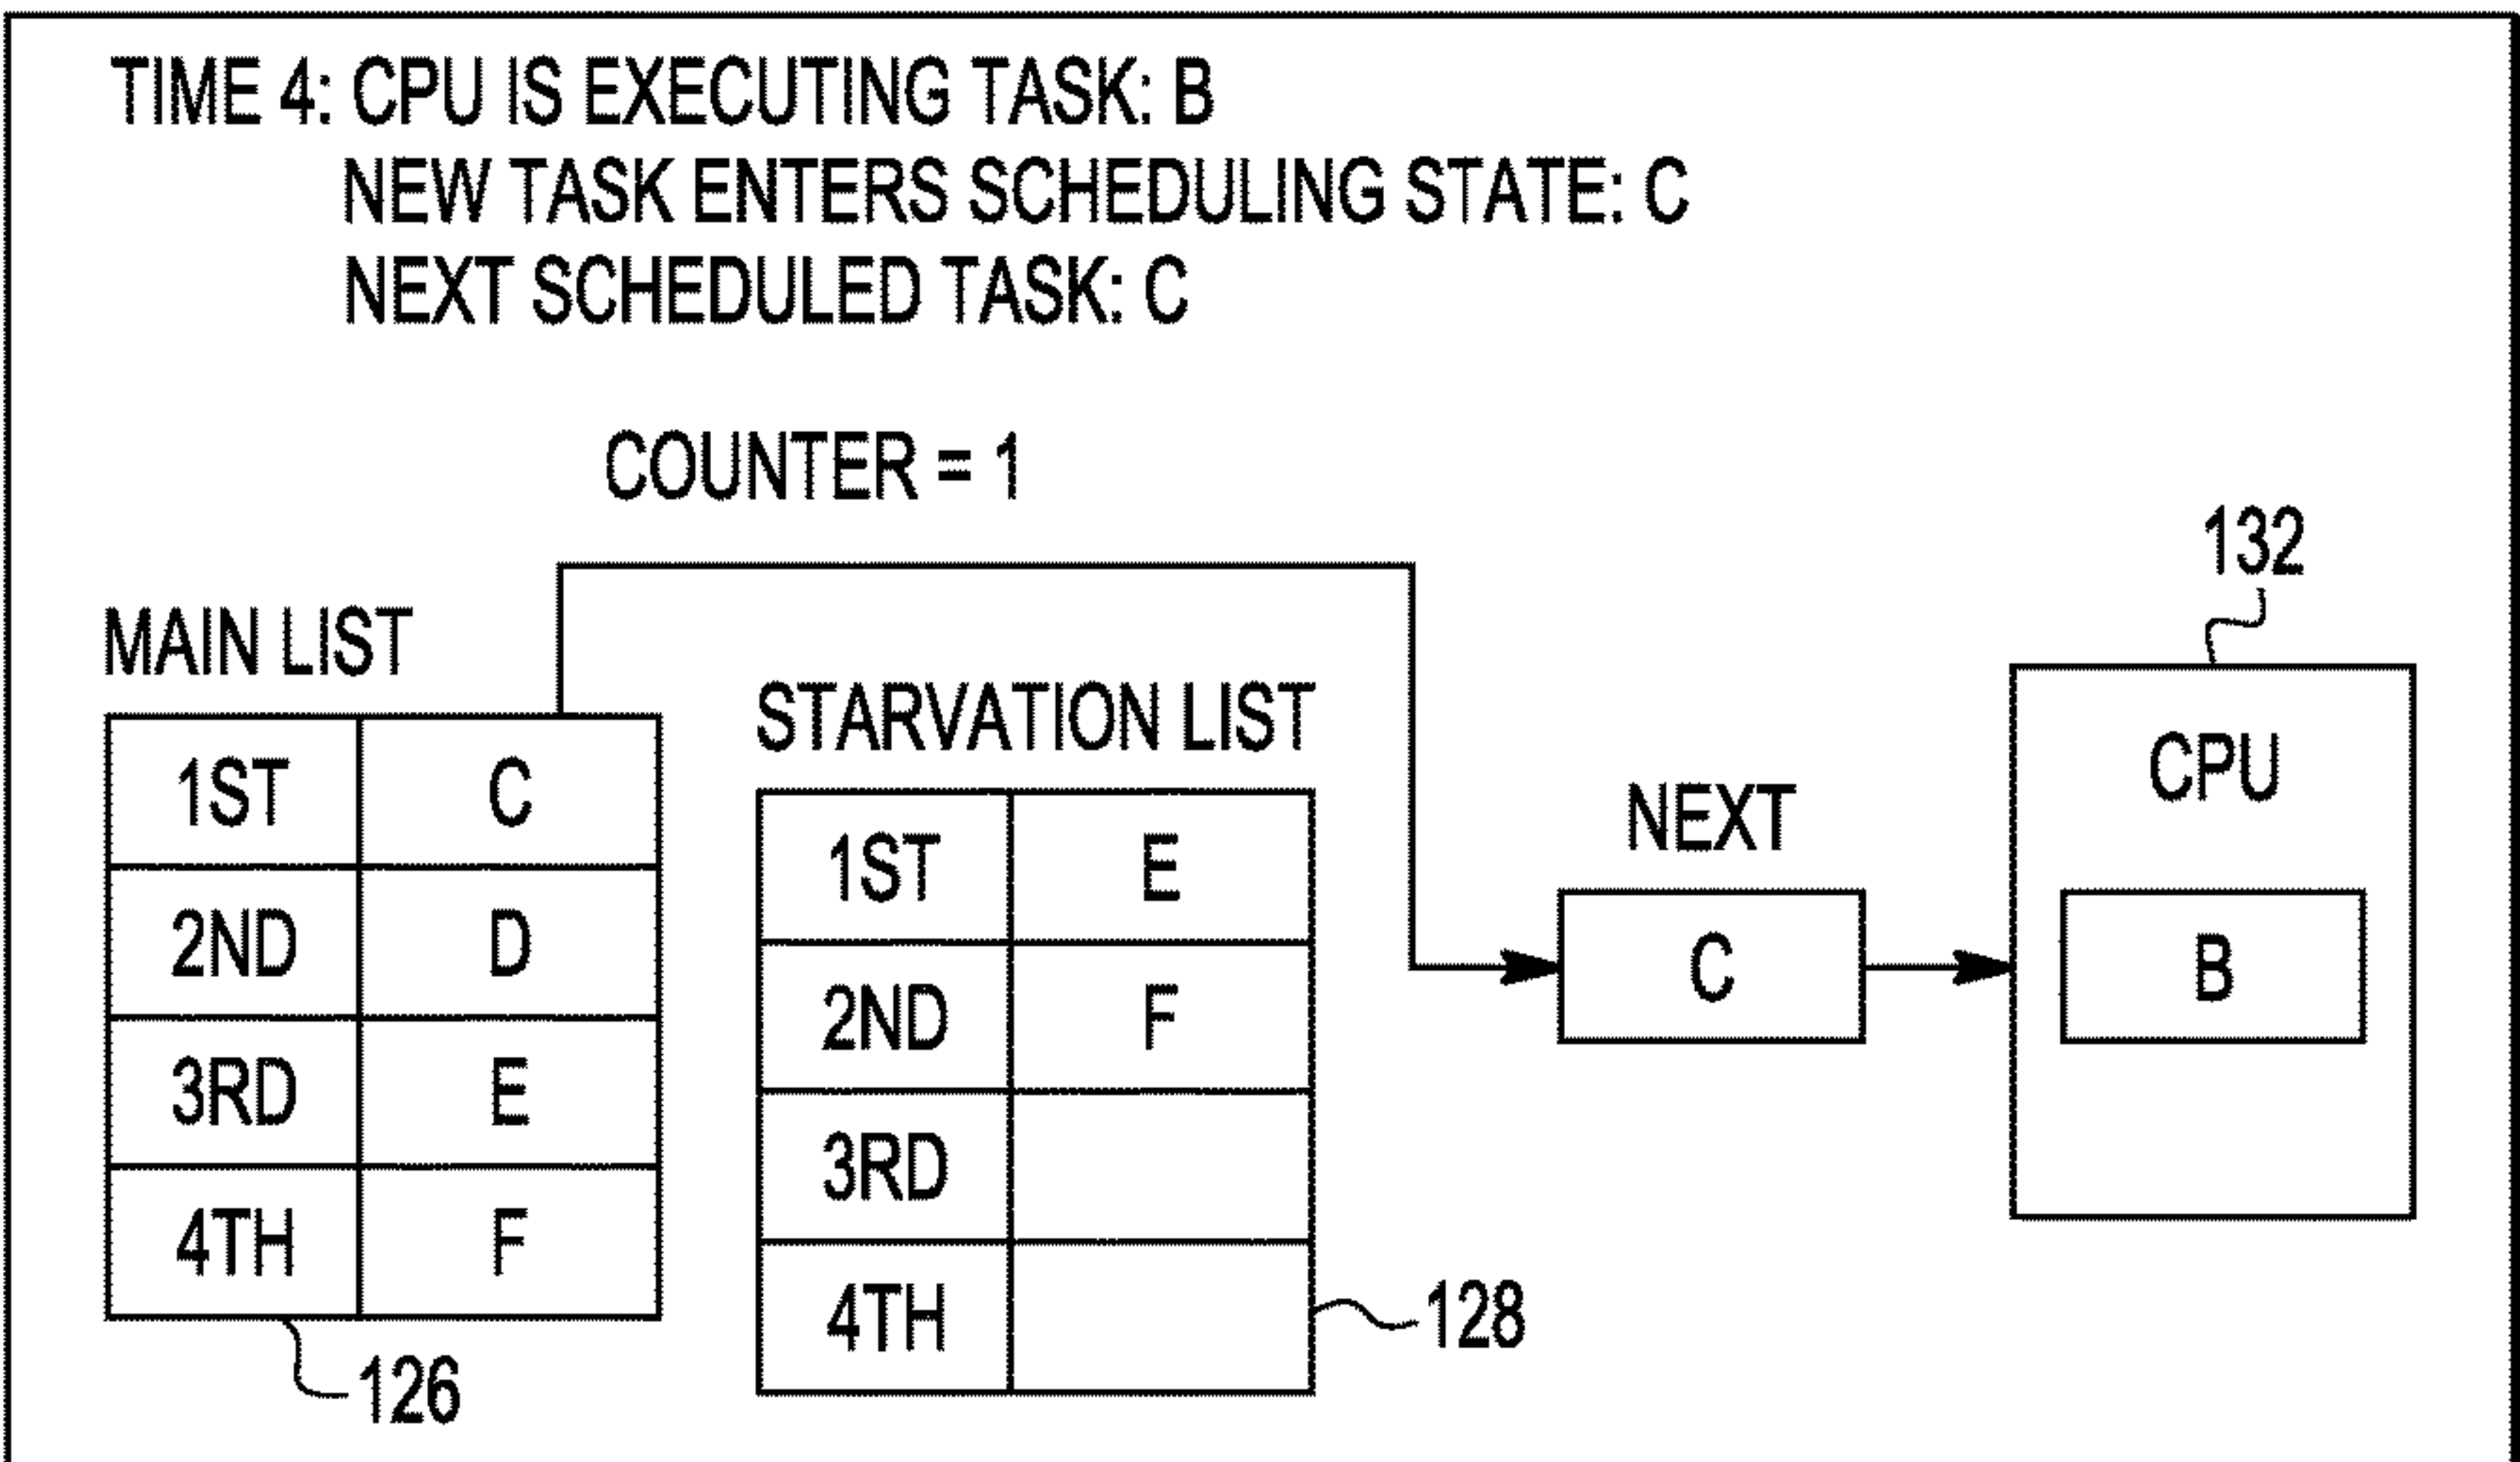 TIME 4: CPU IS EXECUTING TASK: B
NEW TASK ENTERS SCHEDULING STATE: C
NEXT SCHEDULED TASK: C
COUNTER = 1
MAIN LIST
1ST C
2ND D
3RD E
4TH F
126
STARVATION LIST
1ST E
2ND F
3RD
4TH
128
NEXT
C
132
CPU
B